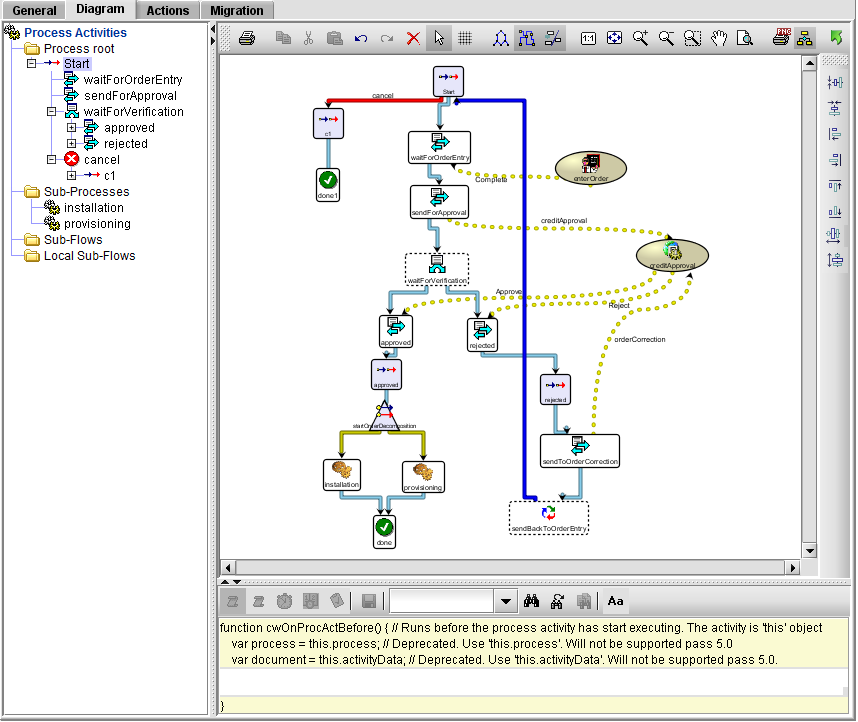 General Diagram Actions Migration
Process Activities
Process root
Start
waitForOrderEntry
sendForApproval
waitForVerification
approved
rejected
cancel
c1
Sub-Processes
installation
provisioning
Sub-Flows
Local Sub-Flows
1:1
PNG
Start
cancel
c1
done1
waitForOrderEntry
Complete
enterOrder
sendForApproval
creditApproval
creditApproval
waitForVerification
Approve
Reject
approved
rejected
orderCorrection
approved
rejected
startOrderDecomposition
sendToOrderCorrection
installation
provisioning
sendBackToOrderEntry
done
Aa
function cwOnProcActBefore() { // Runs before the process activity has start executing. The activity is 'this' object
var process = this.process; // Deprecated. Use 'this.process'. Will not be supported pass 5.0
var document = this.activityData; // Deprecated. Use 'this.activityData'. Will not be supported pass 5.0.
}